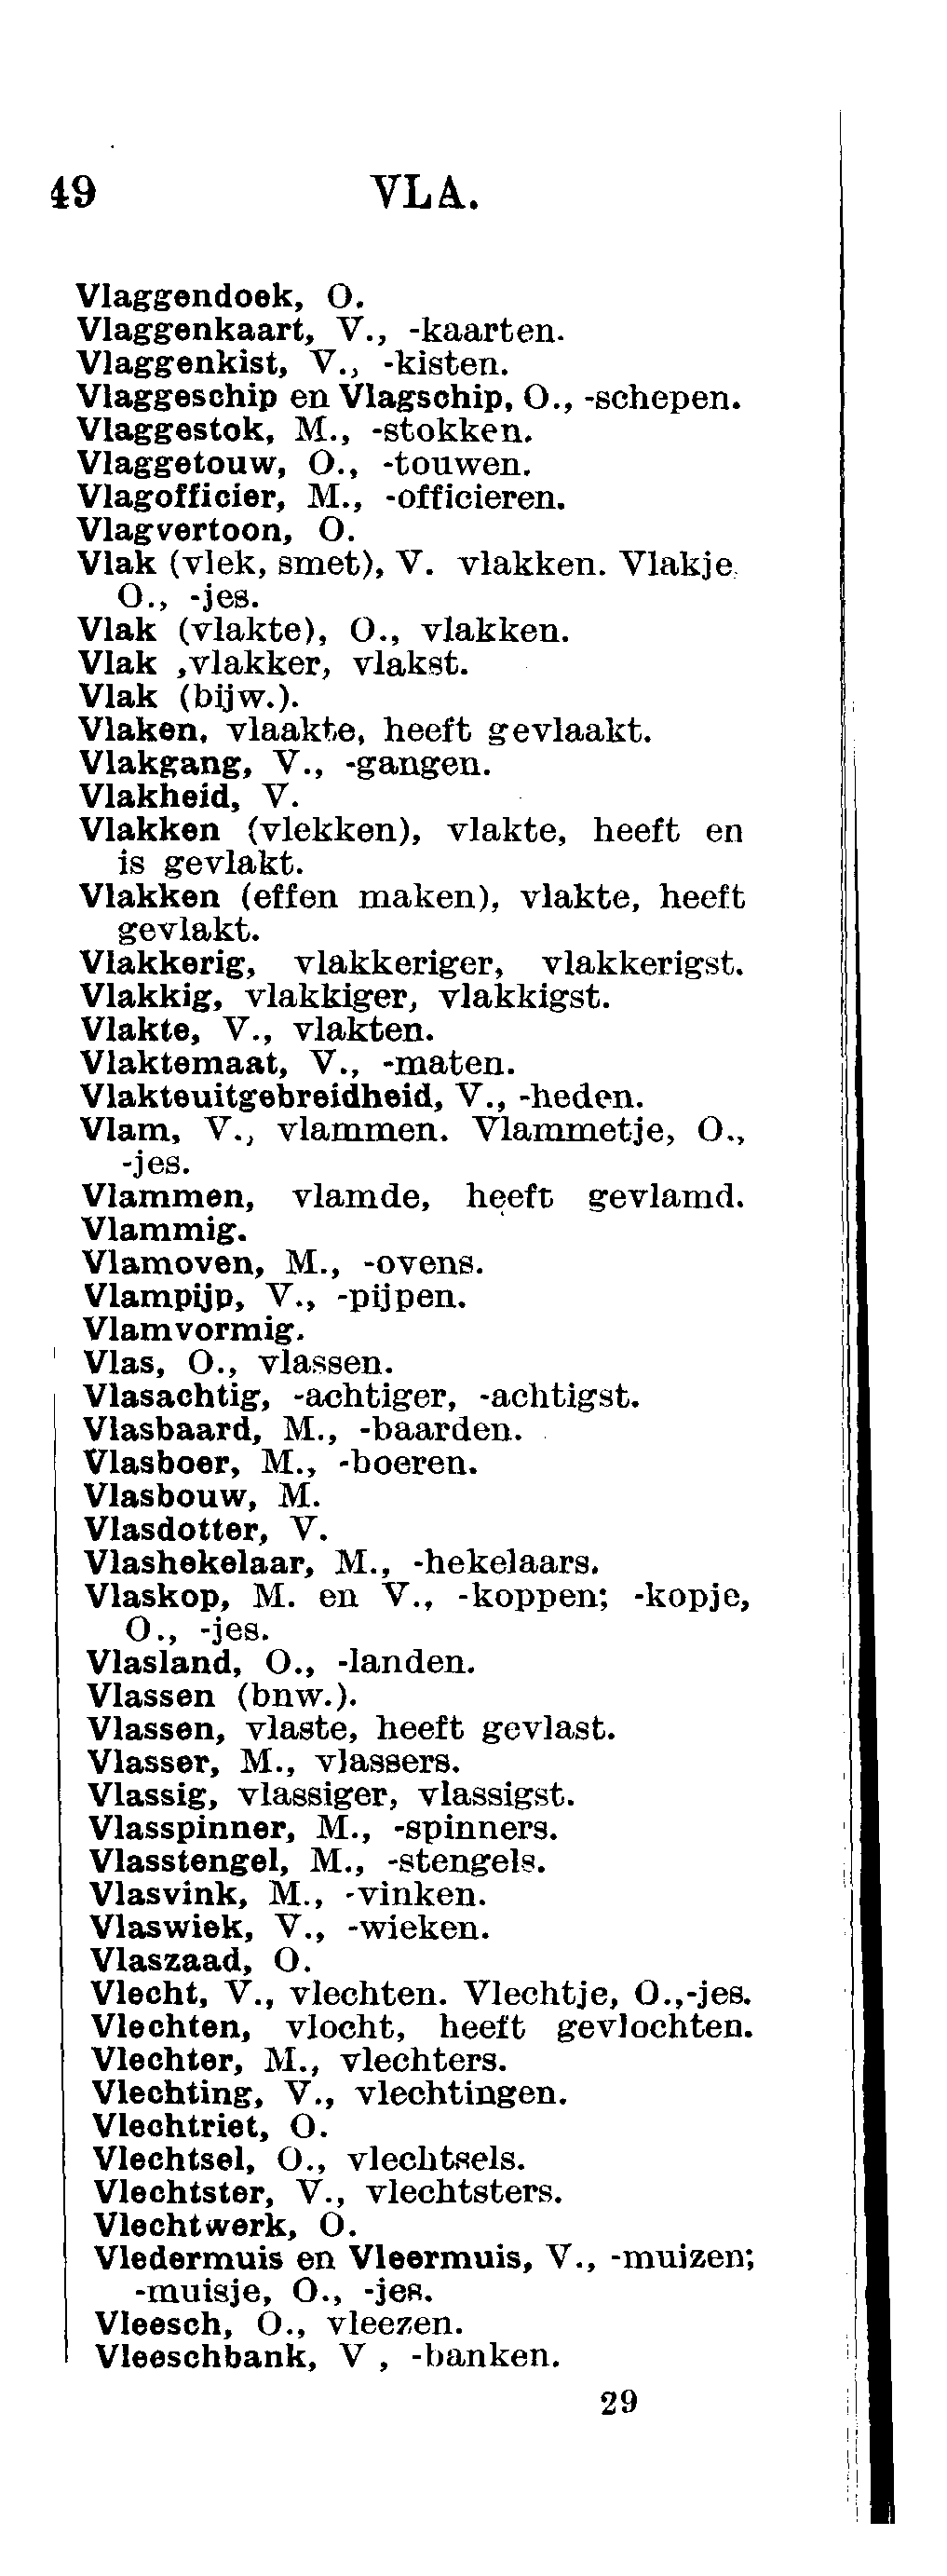 49 VLA.
Vlaggendoek, O.
Vlaggenkaart, V., -kaarten.
Vlaggenkist, V., -kisten.
Vlaggeschip en Vlagschip, O., -schepen.
Vlaggestok, M., -stokken.
Vlaggetouw, O., -touwen.
Vlagofficier, M., -officieren.
Vlagvertoon, O.
Vlak (vlek, smet), V. vlakken. Vlakje
O., -jes.
Vlak (vlakte), O., vlakken.
Vlak ,vlakker, vlakst.
Vlak (bijw.).
Vlaken, vlaakte, heeft gevlaakt.
Vlakgang, V., -gangen.
Vlakheid, V.
Vlakken (vlekken), vlakte, heeft en
is gevlakt.
Vlakken (effen maken), vlakte, heeft
gevlakt.
Vlakkerig, vlakkeriger, vlakkerigst.
Vlakkig, vlakkiger, vlakkigst.
Vlakte, V., vlakten.
Vlaktemaat, V., -maten.
Vlakteuitgebreidheid, V., -heden.
Vlam, V., vlammen. Vlammetje, O.,
-jes.
Vlammen, vlamde, heeft gevlamd.
Vlammig.
Vlamoven, M., -ovens.
Vlampijp, V., -pijpen.
Vlamvormig.
Vlas, O., vlassen.
Vlasachtig, -achtiger, -achtigst.
Vlasbaard, M., -baarden.
Vlasboer, M., -boeren.
Vlasbouw, M.
Vlasdotter, V.
Vlashekelaar, M., -hekelaars.
Vlaskop, M. en V., -koppen; -kopje,
O., -jes.
Vlasland, O., -landen.
Vlassen (bnw.).
Vlassen, vlaste, heeft gevlast.
Vlasser, M., vlassers.
Vlassig, vlassiger, vlassigst.
Vlasspinner, M., -spinners.
Vlasstengel, M., -stengels.
Vlasvink, M., -vinken.
Vlaswiek, V., -wieken.
Vlaszaad, O.
Vlecht, V., vlechten. Vlechtje, O.,-jes.
Vlechten, vlocht, heeft gevlochten.
Vlechter, M., vlechters.
Vlechting, V., vlechtingen.
Vlechtriet, O.
Vlechtsel, O., vlechtsels.
Vlechtster, V., vlechtsters.
Vlechtwerk, O.
Vledermuis en Vleermuis, V., -muizen;
-muisje, O., -jes.
Vleesch, O., vleezen.
Vleeschbank, V , -banken.
29